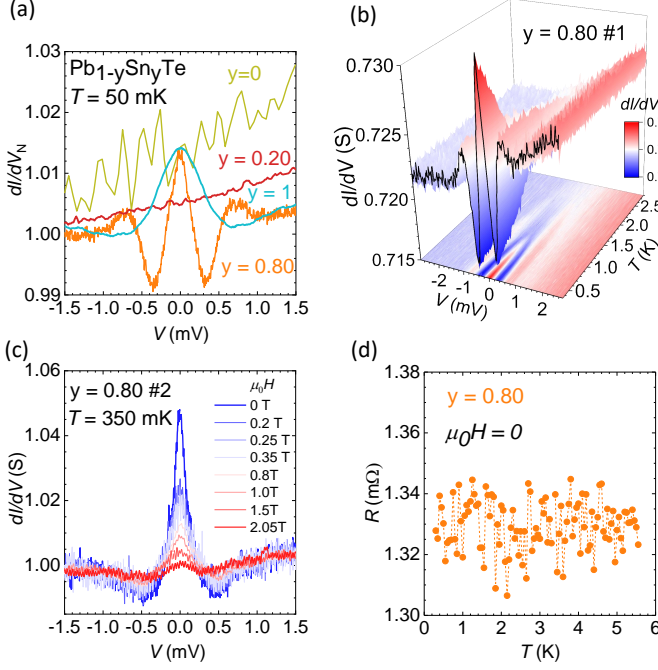 (a)
1.03
1.02
1.01
1.00
0.99
dI/dV_N
Pb_{1-y}Sn_yTe
T = 50 mK
y=0
y = 0.20
y = 1
y = 0.80
-1.5 -1.0 -0.5 0.0 0.5 1.0 1.5
V (mV)
(b)
y = 0.80 #1
0.730
0.725
0.720
0.715
dI/dV (S)
dI/dV
0.
0.
0.
-2 -1 0 1 2
V (mV)
0.5 1.0 1.5 2.0 2.5
T (K)
(c)
1.06
1.04
1.02
1.00
dI/dV (S)
y = 0.80 #2
T = 350 mK
μ₀H
0 T
0.2 T
0.25 T
0.35 T
0.8T
1.0T
1.5T
2.05T
-1.5 -1.0 -0.5 0.0 0.5 1.0 1.5
V (mV)
(d)
1.38
1.36
1.34
1.32
1.30
R (mΩ)
y = 0.80
μ₀H = 0
0 1 2 3 4 5 6
T (K)